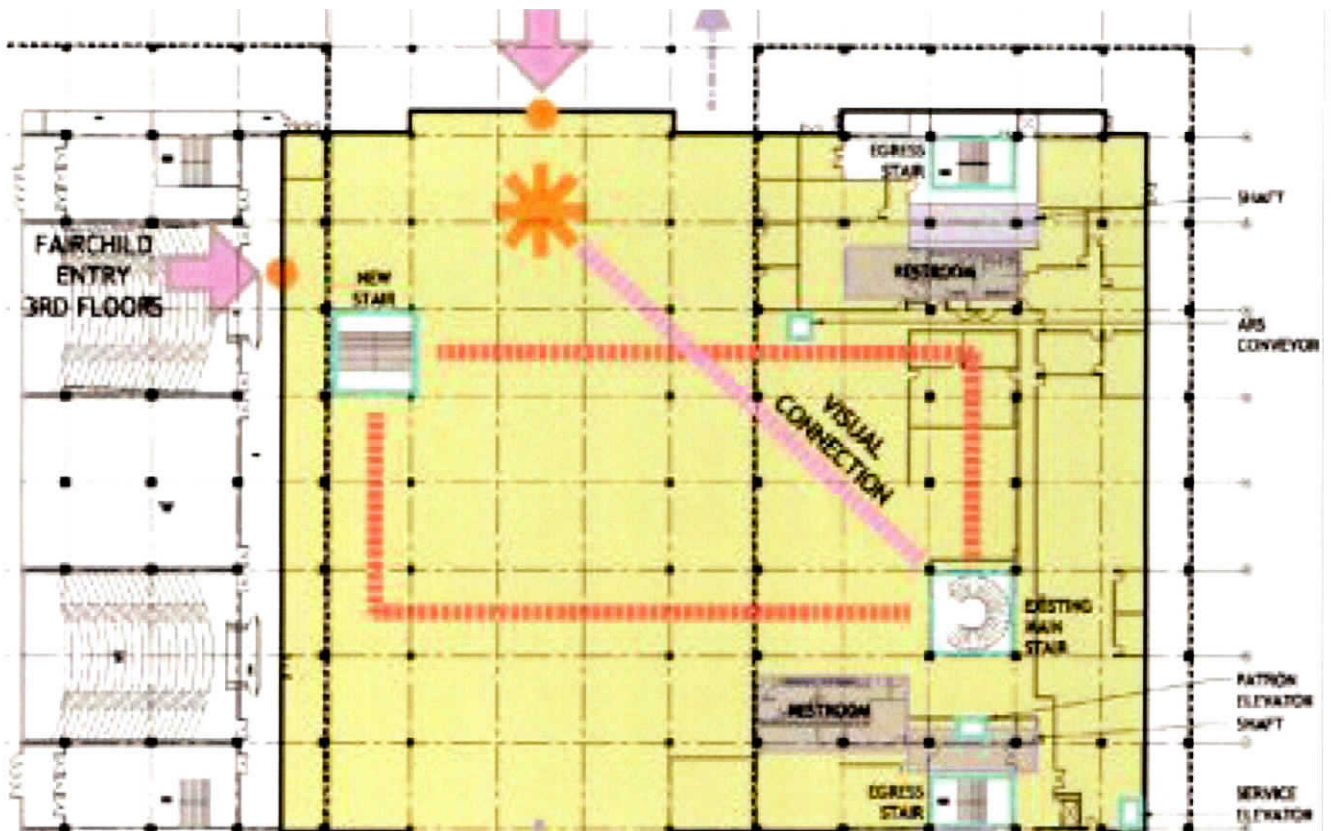 EGRESS
STAIR
SHAFT
FAIRCHILD
ENTRY
3RD FLOORS
NEW
STAIR
RESTROOM
ARS
CONVEYOR
VISUAL
CONNECTION
EXISTING
MAIN
STAIR
PATRON
ELEVATOR
SHAFT
RESTROOM
EGRESS
STAIR
SERVICE
ELEVATOR